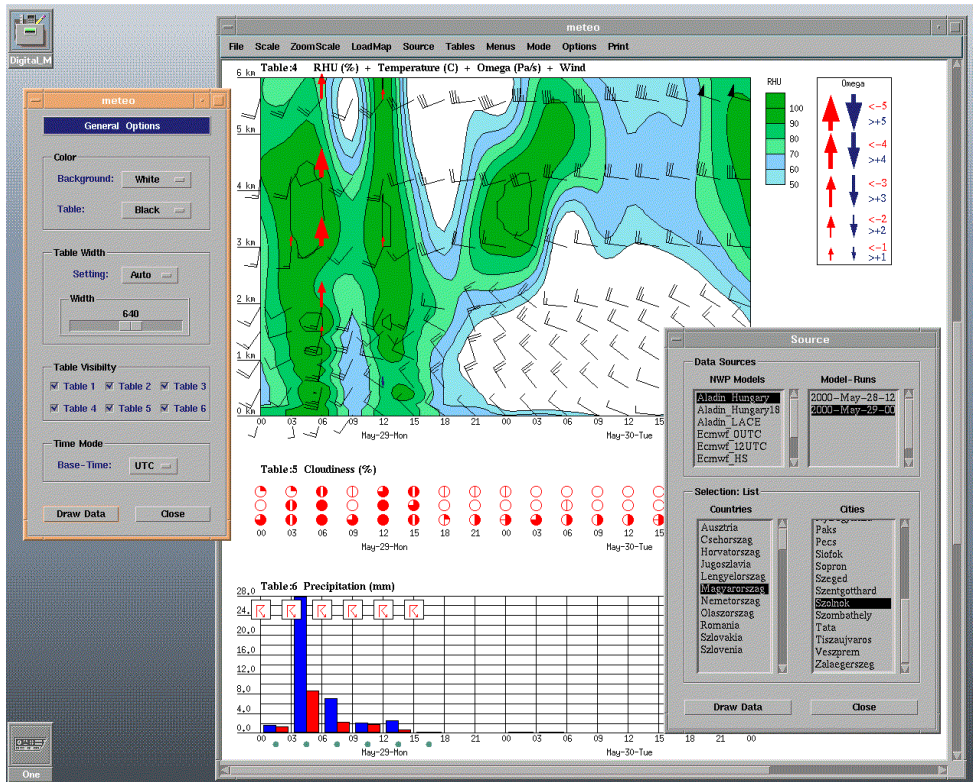 Digital_M
One
meteo
General Options
Color
Background: White
Table: Black
Table Width
Setting: Auto
Width
640
Table Visibilty
Table 1 Table 2 Table 3
Table 4 Table 5 Table 6
Time Mode
Base-Time: UTC
Draw Data Close
meteo
File Scale ZoomScale LoadMap Source Tables Menus Mode Options Print
Table:4 RHU (%) + Temperature (C) + Omega (Pa/s) + Wind
6 km
5 km
4 km
3 km
2 km
1 km
0 km
00 03 06 09 12 15 18 21 00 03 06 09 12 15
May-29-Mon May-30-Tue
RHU
100
90
80
70
60
50
Omega
<-5
>+5
<-4
>+4
<-3
>+3
<-2
>+2
<-1
>+1
Table:5 Cloudiness (%)
00 03 06 09 12 15 18 21 00 03 06 09 12 15
May-29-Mon May-30-Tue
Table:6 Precipitation (mm)
28.0
24.
20.0
16.0
12.0
8.0
4.0
0.0
00 03 06 09 12 15 18 21 00 03 06 09 12 15 18 21 00
May-29-Mon May-30-Tue
Source
Data Sources
NWP Models Model-Runs
Aladin_Hungary 2000-May-28-12
Aladin_Hungary18 2000-May-29-00
Aladin_LACE
Ecmwf_0UTC
Ecmwf_12UTC
Ecmwf_HS
Selection: List
Countries Cities
Ausztria
Csehorszag
Horvatorszag
Jugoszlavia
Lengyelorszag
Magyarorszag
Nemetorszag
Olaszorszag
Romania
Szlovakia
Szlovenia
Paks
Pecs
Siofok
Sopron
Szeged
Szentgotthard
Szolnok
Szombathely
Tata
Tiszaujvaros
Veszprem
Zalaegerszeg
Draw Data Close